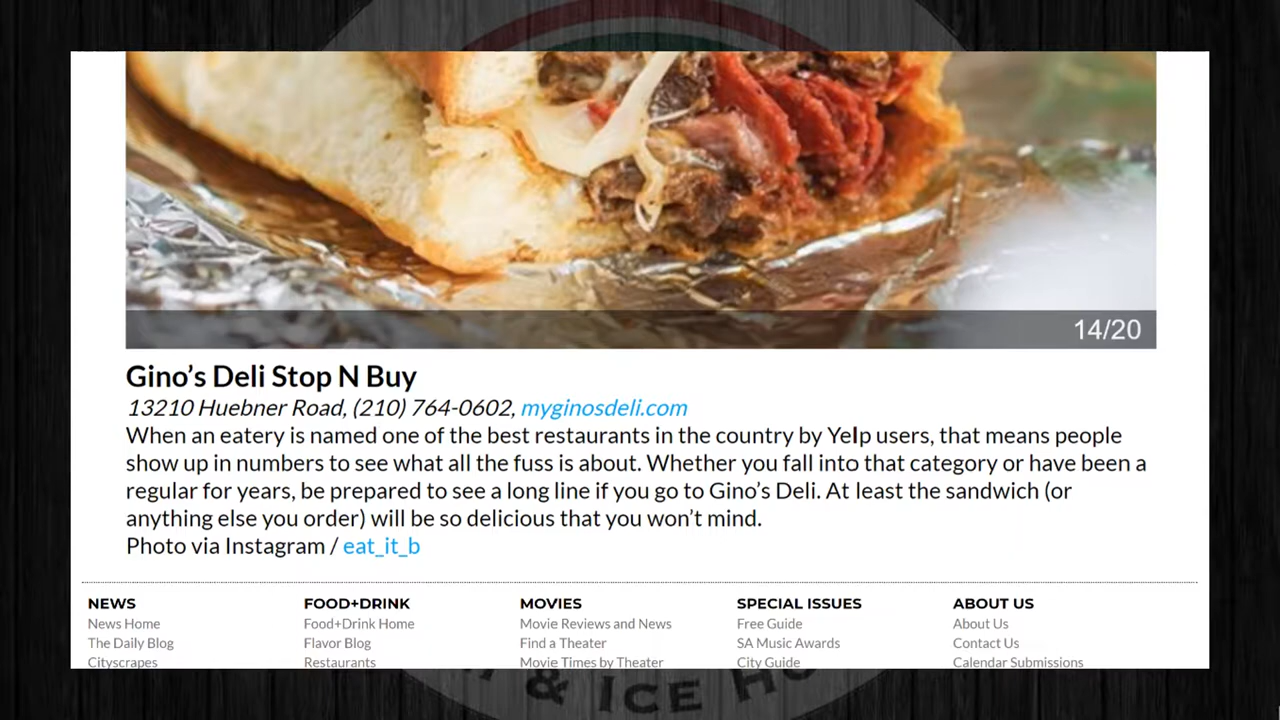 14/20
Gino’s Deli Stop N Buy
13210 Huebner Road, (210) 764-0602, myginosdeli.com
When an eatery is named one of the best restaurants in the country by Yelp users, that means people
show up in numbers to see what all the fuss is about. Whether you fall into that category or have been a
regular for years, be prepared to see a long line if you go to Gino’s Deli. At least the sandwich (or
anything else you order) will be so delicious that you won’t mind.
Photo via Instagram / eat_it_b
NEWS FOOD+DRINK MOVIES SPECIAL ISSUES ABOUT US
News Home Food+Drink Home Movie Reviews and News Free Guide About Us
The Daily Blog Flavor Blog Find a Theater SA Music Awards Contact Us
Cityscrapes Restaurants Movie Times by Theater City Guide Calendar Submissions
& ICE